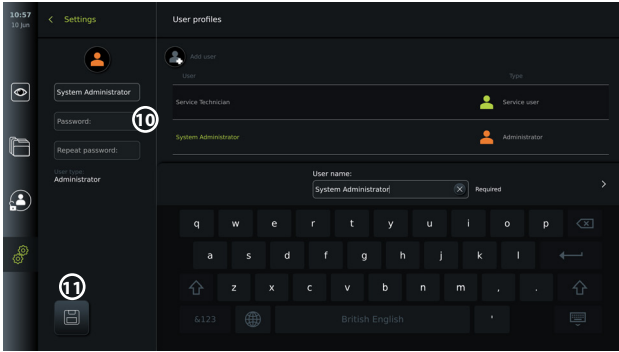 10:57
10 Jun
Settings
User profiles
Add user
User
Type
System Administrator
Service Technician
Service user
Password:
10
System Administrator
Administrator
Repeat password:
User type:
Administrator
User name:
System Administrator
Required
q w e r t y u i o p
a s d f g h j k l
11
z x c v b n m , .
&123
British English
'